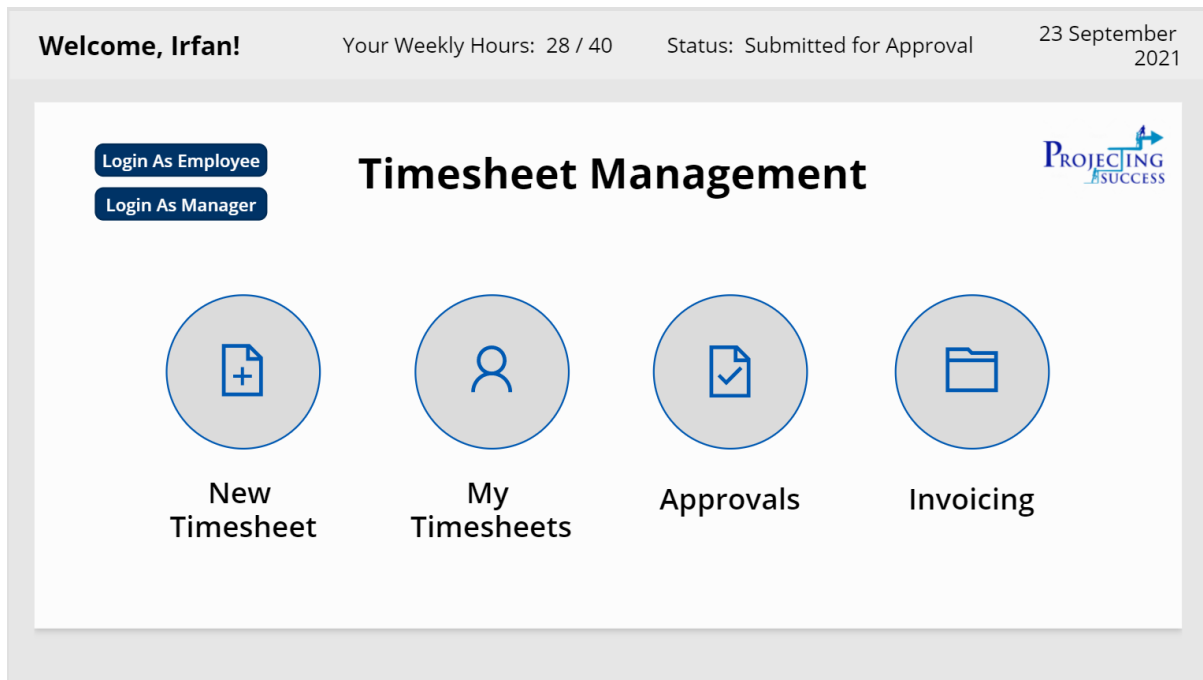 Welcome, Irfan!
Your Weekly Hours: 28 / 40
Status: Submitted for Approval
23 September
2021
Login As Employee
Login As Manager
Timesheet Management
PROJECTING
SUCCESS
New
Timesheet
My
Timesheets
Approvals
Invoicing